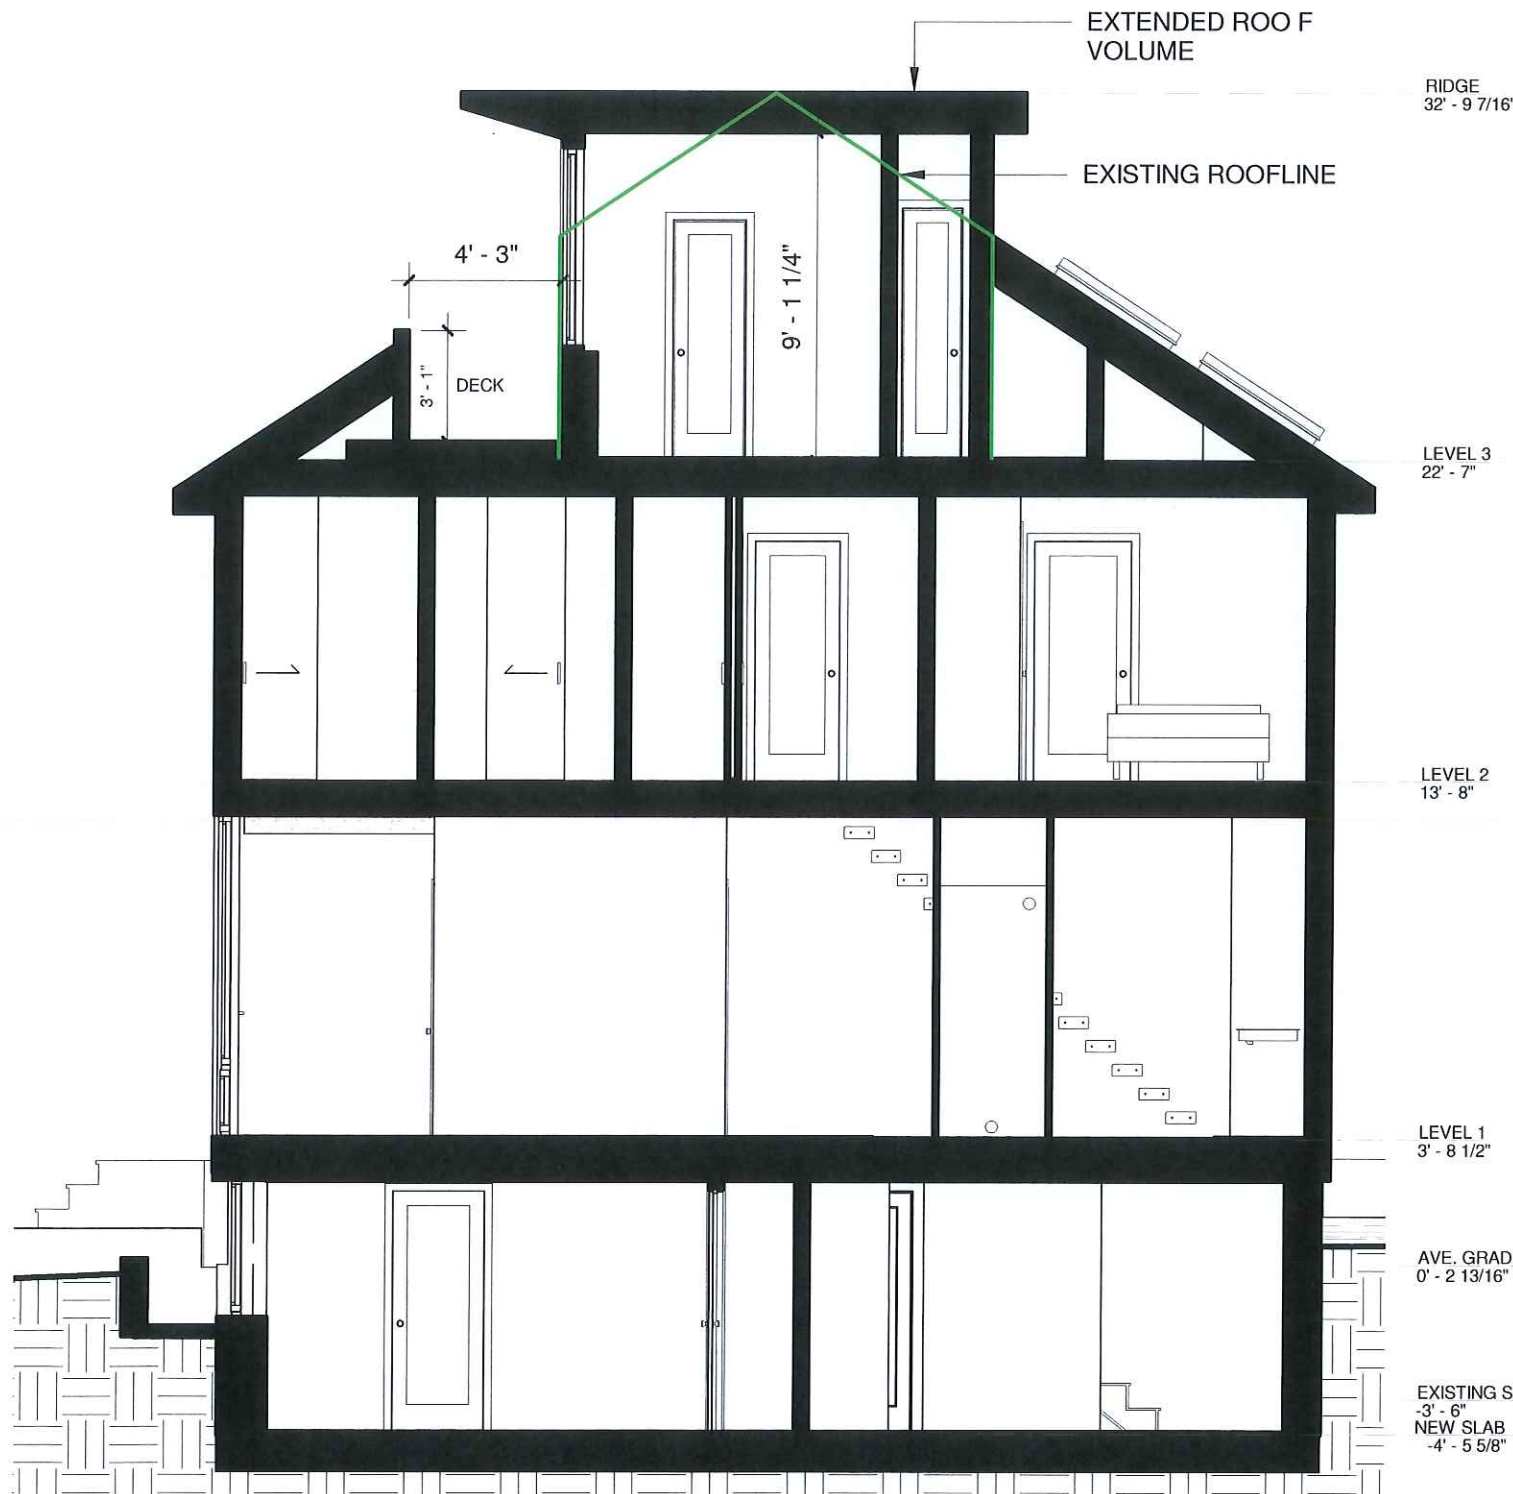 EXTENDED ROO F
VOLUME
RIDGE
32' - 9 7/16"
EXISTING ROOFLINE
4' - 3"
9' - 1 1/4"
3' - 1"
DECK
LEVEL 3
22' - 7"
LEVEL 2
13' - 8"
LEVEL 1
3' - 8 1/2"
AVE. GRAD
0' - 2 13/16"
EXISTING S
-3' - 6"
NEW SLAB
-4' - 5 5/8"